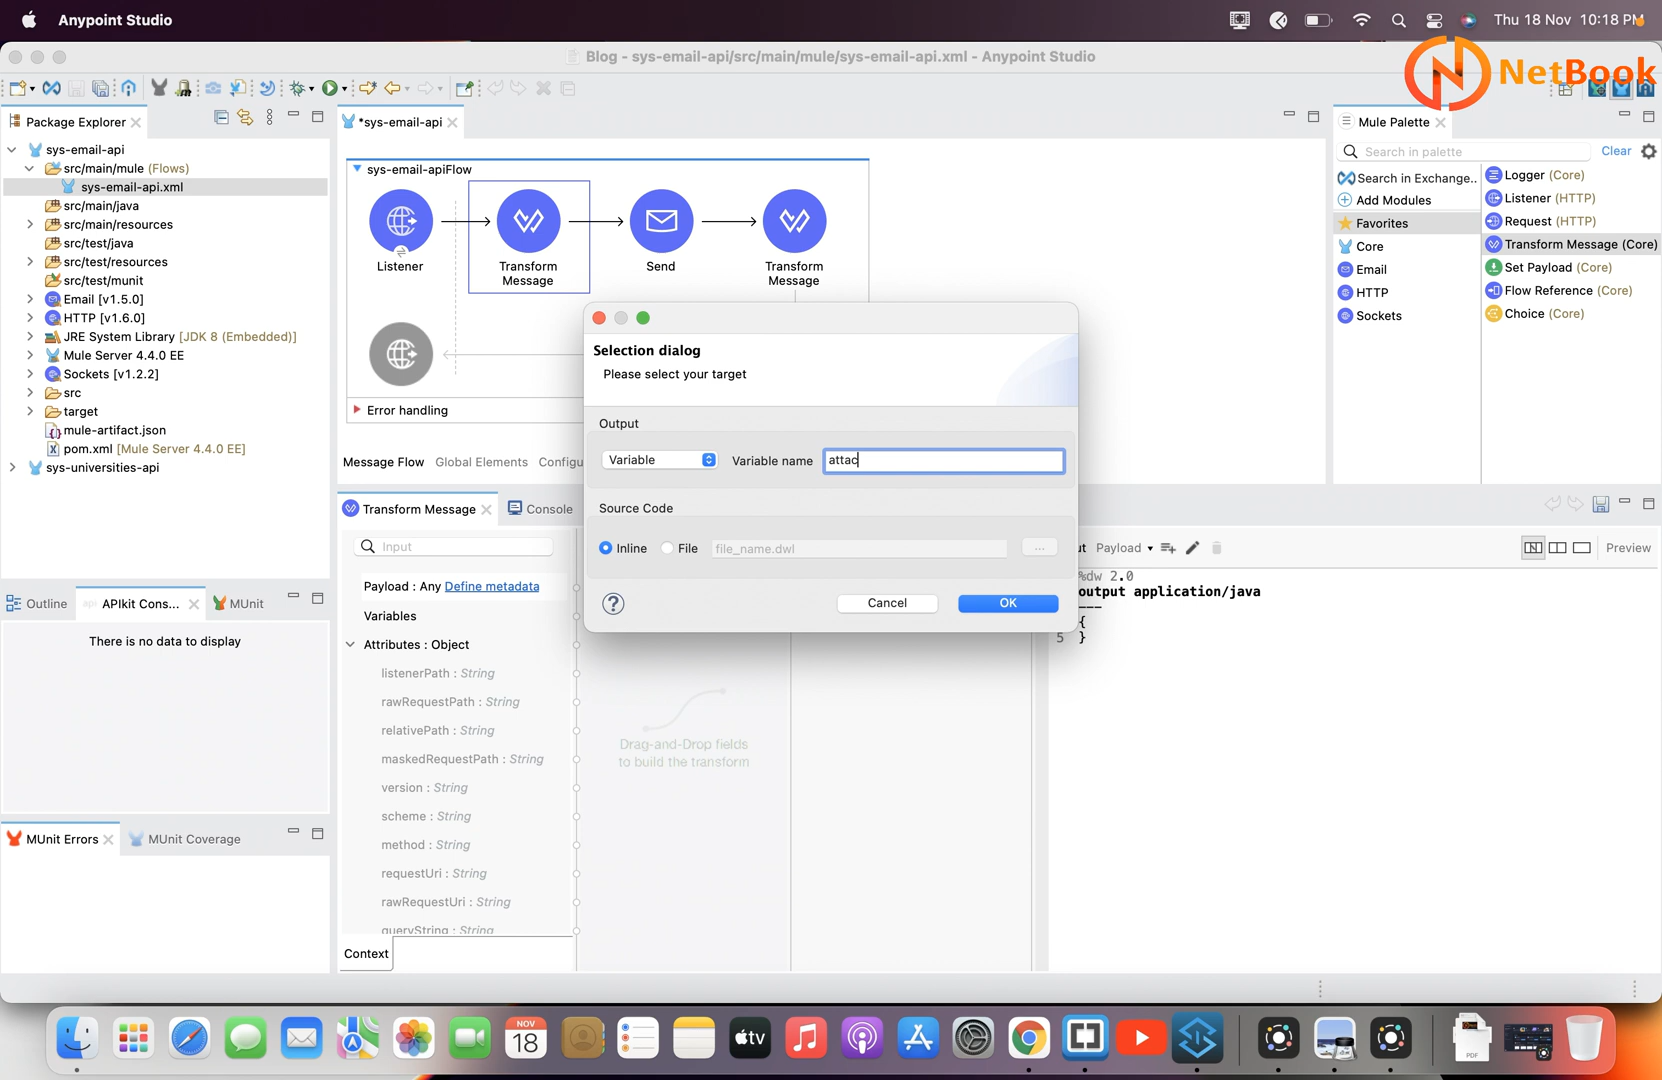 Anypoint Studio
Thu 18 Nov 10:18 PM
Blog - sys-email-api/src/main/mule/sys-email-api.xml - Anypoint Studio
NetBook
Package Explorer
sys-email-api
src/main/mule (Flows)
sys-email-api.xml
src/main/java
src/main/resources
src/test/java
src/test/resources
src/test/munit
Email [v1.5.0]
HTTP [v1.6.0]
JRE System Library [JDK 8 (Embedded)]
Mule Server 4.4.0 EE
Sockets [v1.2.2]
src
target
mule-artifact.json
pom.xml [Mule Server 4.4.0 EE]
sys-universities-api
*sys-email-api
sys-email-apiFlow
Listener
Transform
Message
Send
Transform
Message
Error handling
Message Flow
Global Elements
Configu
Mule Palette
Search in palette
Clear
Search in Exchange..
Add Modules
Favorites
Core
Email
HTTP
Sockets
Logger (Core)
Listener (HTTP)
Request (HTTP)
Transform Message (Core)
Set Payload (Core)
Flow Reference (Core)
Choice (Core)
Selection dialog
Please select your target
Output
Variable
Variable name
attac
Source Code
Inline
File
file_name.dwl
...
Cancel
OK
Transform Message
Console
Input
Payload : Any Define metadata
Variables
Attributes : Object
listenerPath : String
rawRequestPath : String
relativePath : String
maskedRequestPath : String
version : String
scheme : String
method : String
requestUri : String
rawRequestUri : String
queryString : String
Context
Drag-and-Drop fields
to build the transform
ut Payload
Preview
%dw 2.0
output application/java
---
{
5 }
Outline
APIkit Cons...
MUnit
There is no data to display
MUnit Errors
MUnit Coverage
NOV
18
tv
PDF